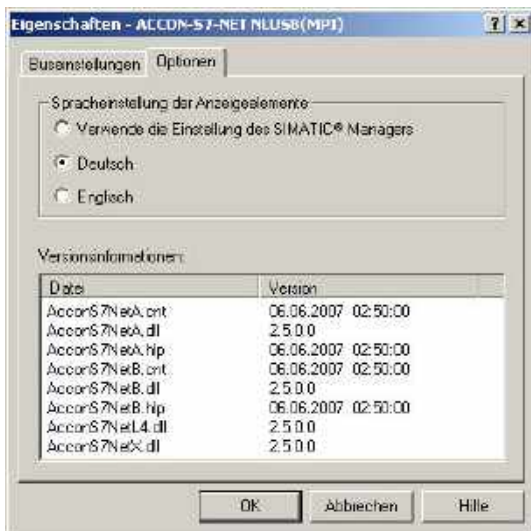 Eigenschaften - ACCON-S7-NET NLUSB(MPI)
Buseinstellungen Optionen
Spracheinstellung der Anzeigeelemente
Verwende die Einstellung des SIMATIC® Managers
Deutsch
Englisch
Versionsinformationen:
Datei Version
AcconS7NetA.cnt 06.06.2007 02:50:00
AcconS7NetA.dll 2.5.0.0
AcconS7NetA.hlp 06.06.2007 02:50:00
AcconS7NetB.cnt 06.06.2007 02:50:00
AcconS7NetB.dll 2.5.0.0
AcconS7NetB.hlp 06.06.2007 02:50:00
AcconS7NetL4.dll 2.5.0.0
AcconS7NetX.dll 2.5.0.0
OK Abbrechen Hilfe